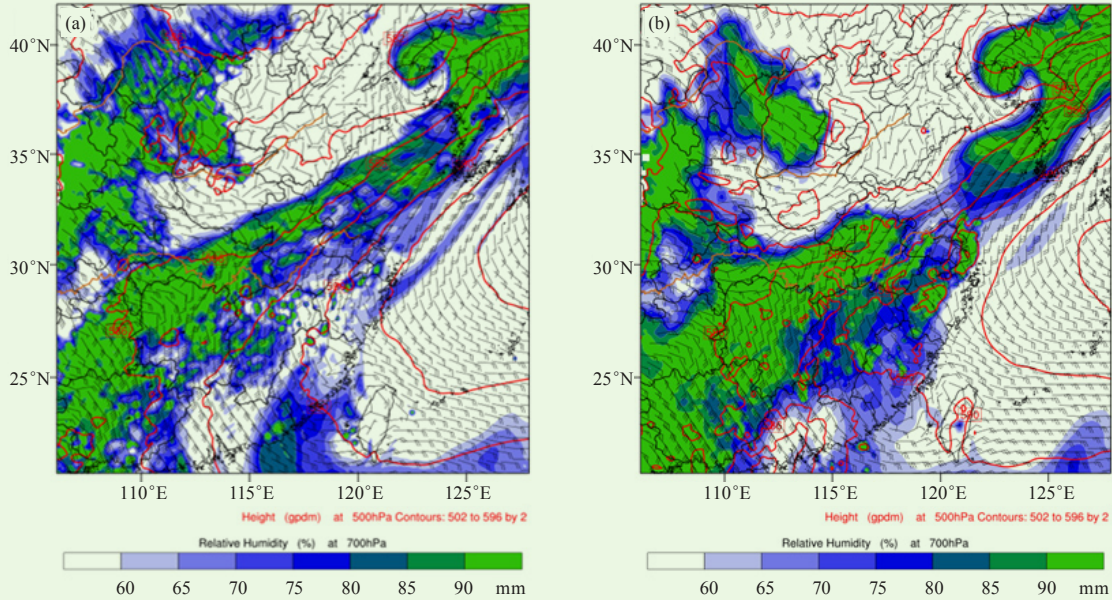 (a)
40°N
35°N
30°N
25°N
110°E 115°E 120°E 125°E
Height (gpdm) at 500hPa Contours: 502 to 596 by 2
Relative Humidity (%) at 700hPa
60 65 70 75 80 85 90 mm
(b)
40°N
35°N
30°N
25°N
110°E 115°E 120°E 125°E
Height (gpdm) at 500hPa Contours: 502 to 596 by 2
Relative Humidity (%) at 700hPa
60 65 70 75 80 85 90 mm